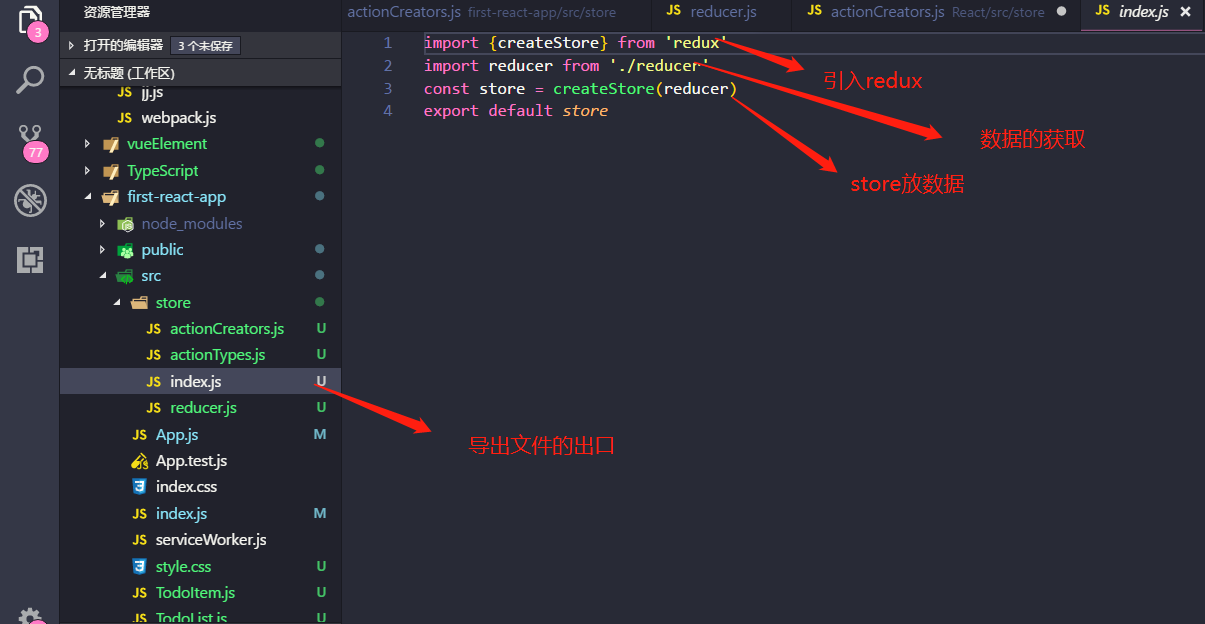 资源管理器
actionCreators.js first-react-app/src/store
JS reducer.js
JS actionCreators.js React/src/store
JS index.js
3
打开的编辑器 3 个未保存
无标题 (工作区)
JS jj.js
JS webpack.js
vueElement
TypeScript
first-react-app
node_modules
public
src
store
JS actionCreators.js U
JS actionTypes.js U
JS index.js U
JS reducer.js U
JS App.js M
App.test.js
index.css
JS index.js M
JS serviceWorker.js
style.css U
JS TodoItem.js U
JS TodoList.js U
77
1 import {createStore} from 'redux'
2 import reducer from './reducer'
3 const store = createStore(reducer)
4 export default store
引入redux
数据的获取
store放数据
导出文件的出口